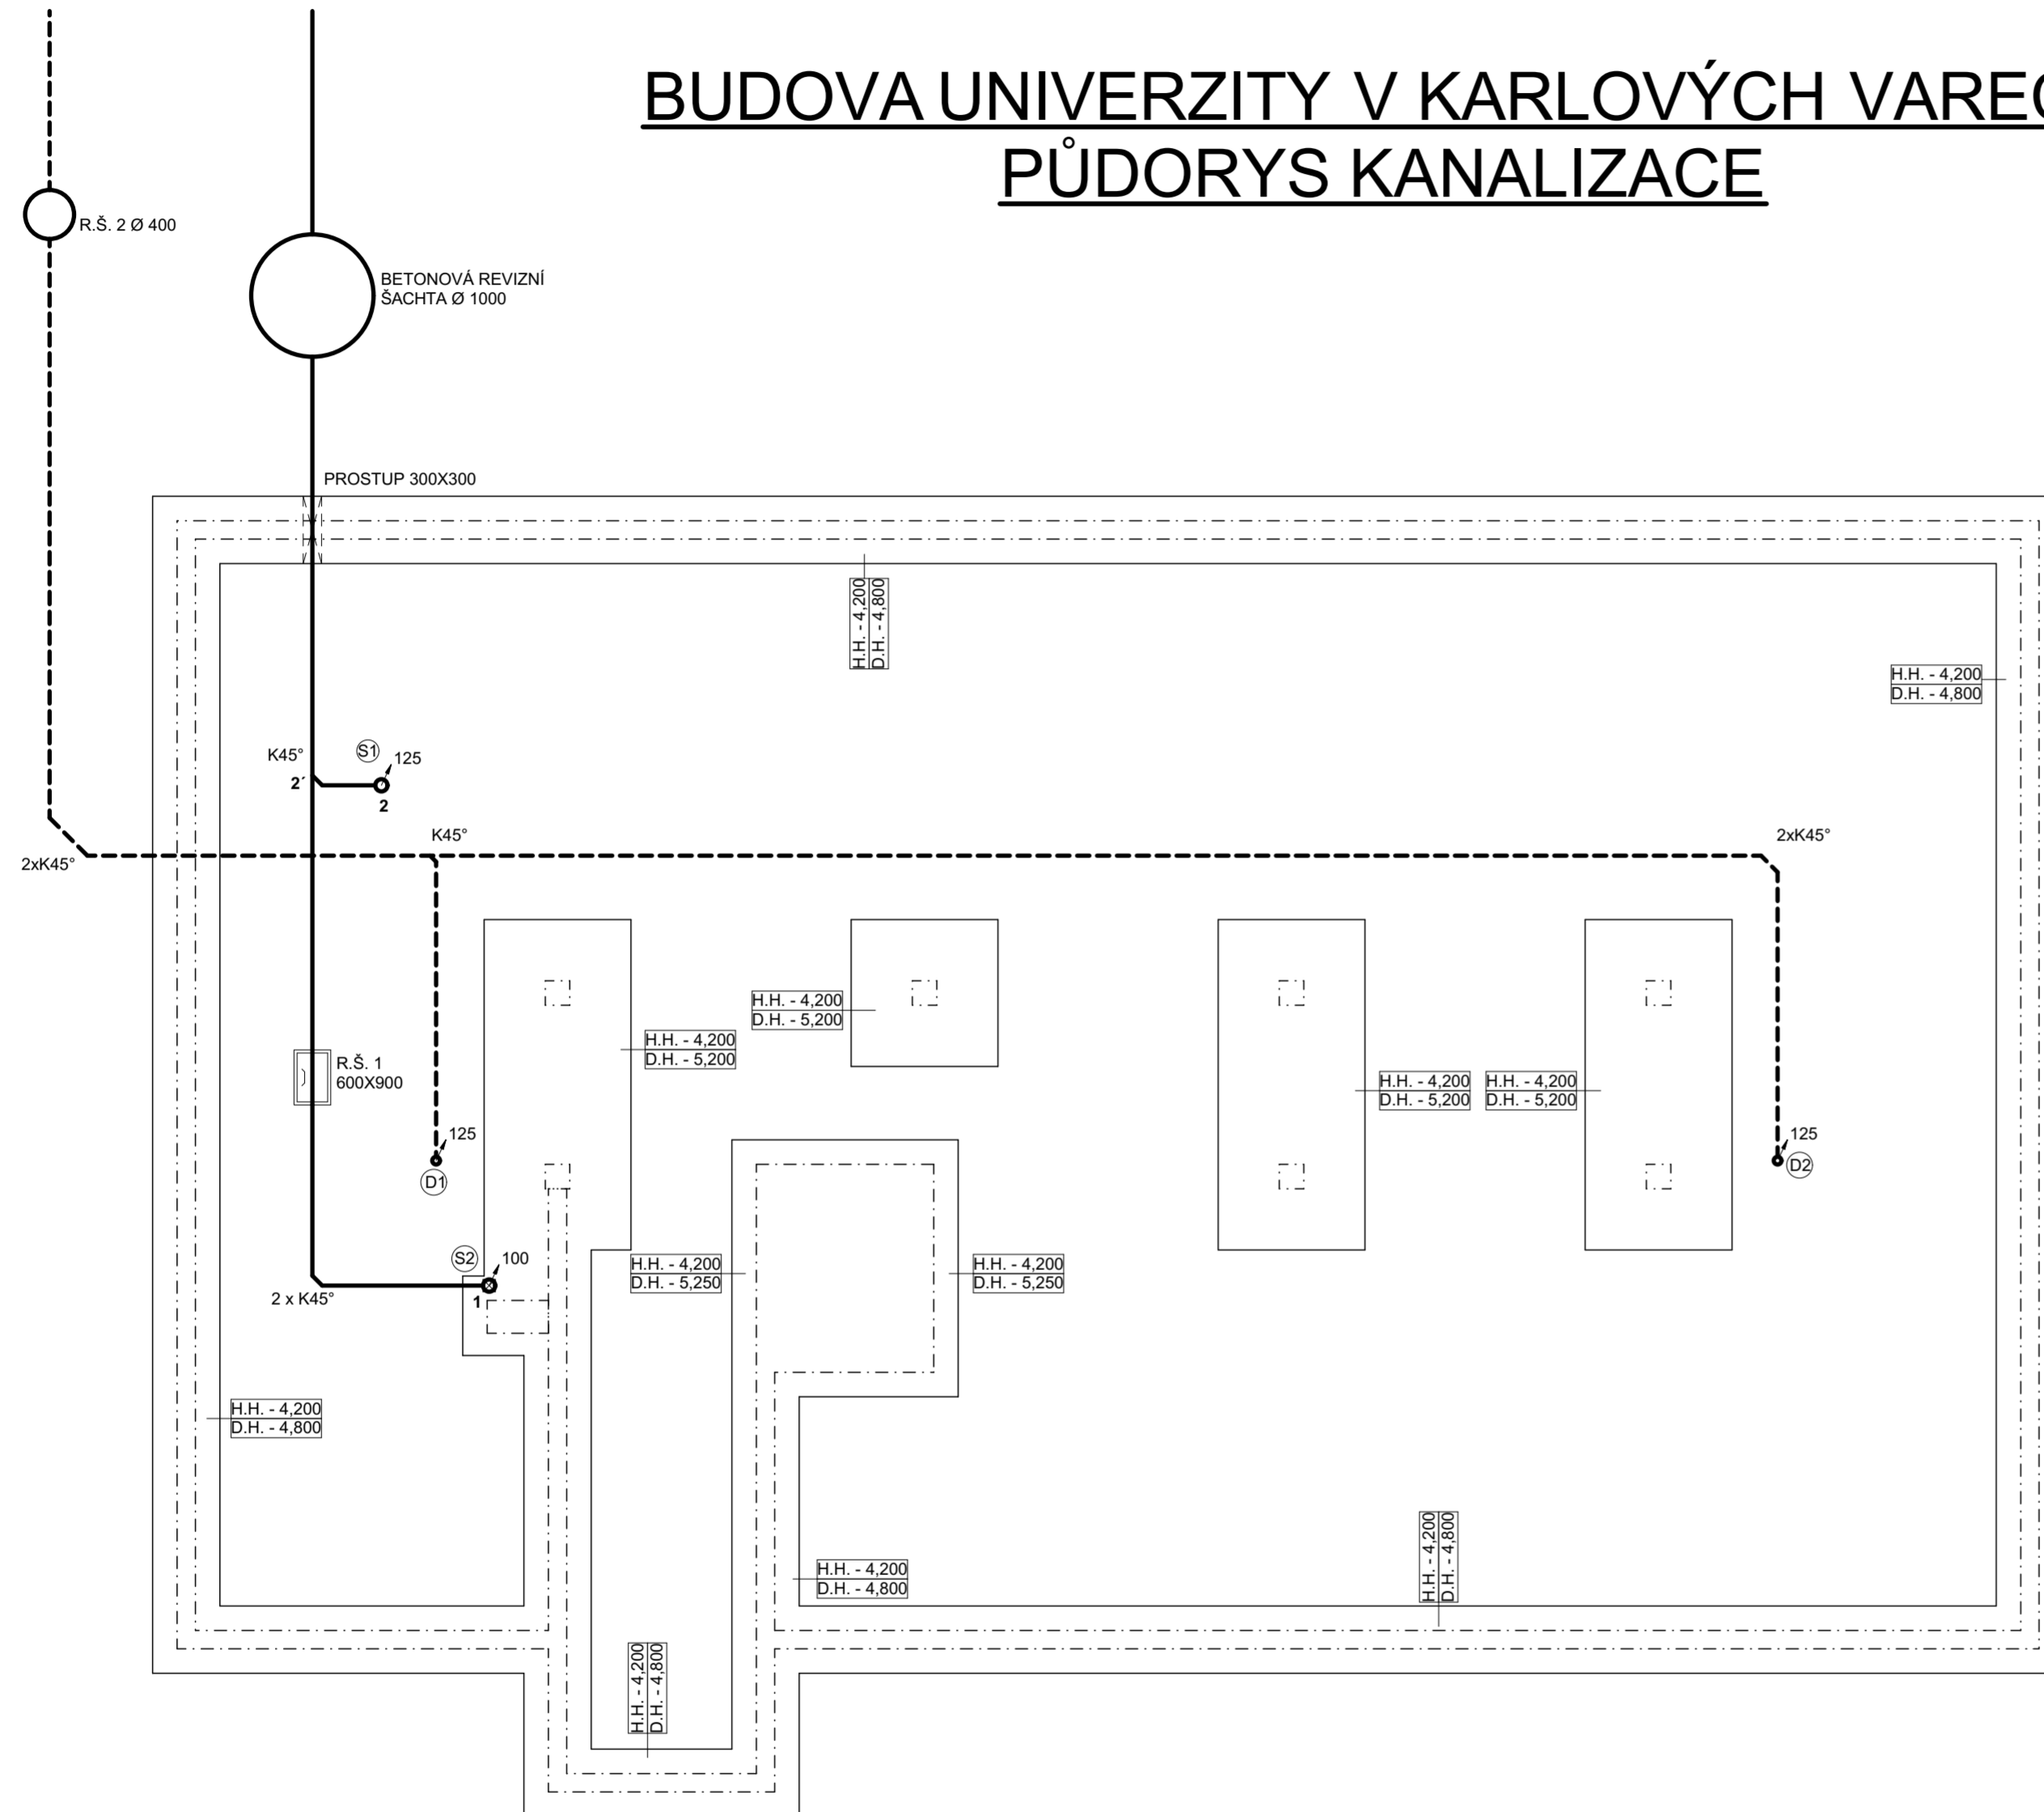 BUDOVA UNIVERZITY V KARLOVÝCH VAREC
PŮDORYS KANALIZACE
R.Š. 2 Ø 400
BETONOVÁ REVIZNÍ
ŠACHTA Ø 1000
PROSTUP 300X300
H.H. - 4,200
D.H. - 4,800
H.H. - 4,200
D.H. - 4,800
K45°
S1
125
2´
2
2xK45°
K45°
2xK45°
H.H. - 4,200
D.H. - 5,200
H.H. - 4,200
D.H. - 5,200
R.Š. 1
600X900
H.H. - 4,200
D.H. - 5,200
H.H. - 4,200
D.H. - 5,200
125
D1
125
D2
S2
100
1
2 x K45°
H.H. - 4,200
D.H. - 5,250
H.H. - 4,200
D.H. - 5,250
H.H. - 4,200
D.H. - 4,800
H.H. - 4,200
D.H. - 4,800
H.H. - 4,200
D.H. - 4,800
H.H. - 4,200
D.H. - 4,800